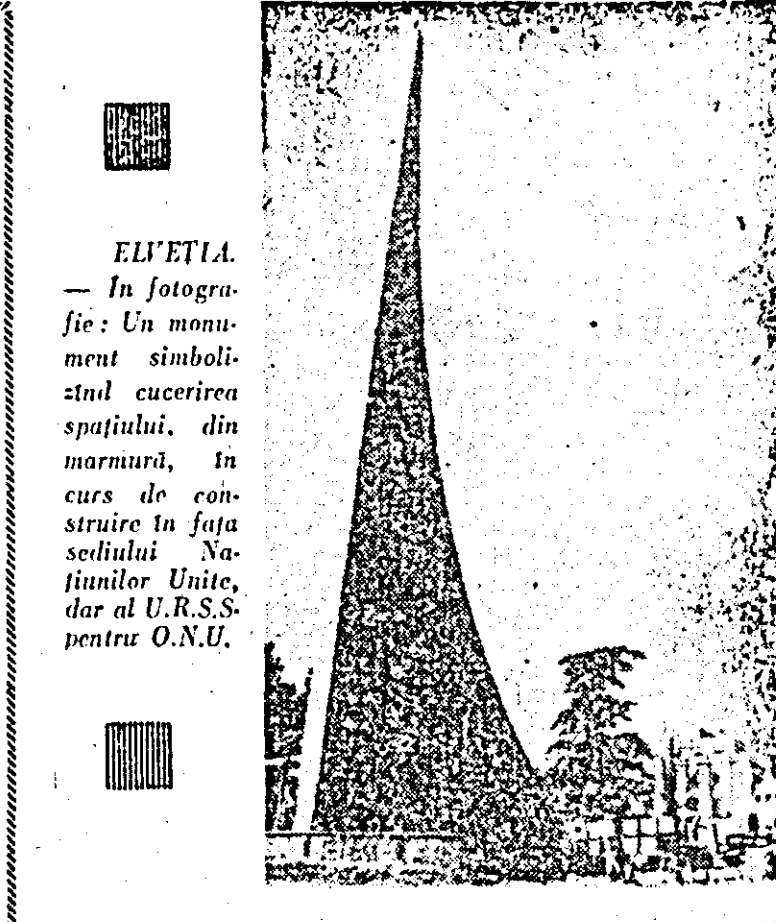 ELVEȚIA.
— În fotogra-
fie: Un monu-
ment simboli-
zînd cucerirea
spațiului, din
marmură, în
curs de con-
struire în fața
sediului Na-
țiunilor Unite,
dar al U.R.S.S.
pentru O.N.U.